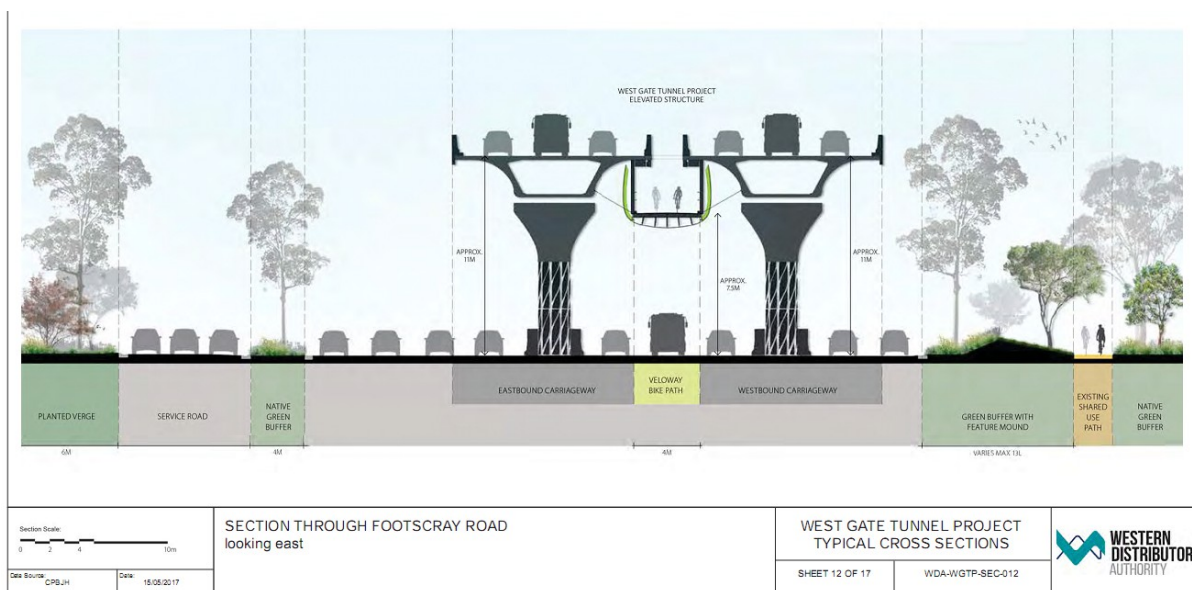 WEST GATE TUNNEL PROJECT
ELEVATED STRUCTURE
APPROX.
11M
APPROX.
7.5M
APPROX.
11M
PLANTED VERGE
SERVICE ROAD
NATIVE
GREEN
BUFFER
EASTBOUND CARRIAGEWAY
VELOWAY
BIKE PATH
WESTBOUND CARRIAGEWAY
GREEN BUFFER WITH
FEATURE MOUND
EXISTING
SHARED
USE
PATH
NATIVE
GREEN
BUFFER
6M
4M
4M
VARIES MAX 13L
Section Scale:
0 2 4 10m
Data Source:
CPBJH
Date:
15/05/2017
SECTION THROUGH FOOTSCRAY ROAD
looking east
WEST GATE TUNNEL PROJECT
TYPICAL CROSS SECTIONS
SHEET 12 OF 17
WDA-WGTP-SEC-012
WESTERN
DISTRIBUTOR
AUTHORITY